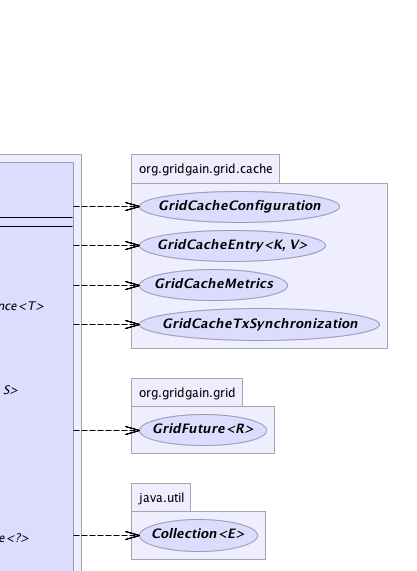 org.gridgain.grid.cache
GridCacheConfiguration
GridCacheEntry<K, V>
GridCacheMetrics
nce<T>
GridCacheTxSynchronization
S>
org.gridgain.grid
GridFuture<R>
java.util
Collection<E>
e<?>